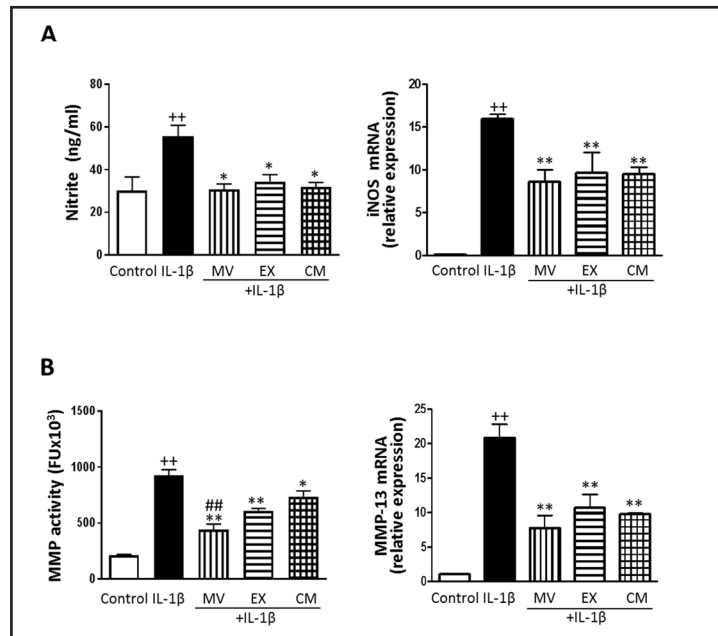 A
Nitrite (ng/ml)
80
60
40
20
0
++
*
*
*
Control IL-1β MV EX CM
+IL-1β
iNOS mRNA
(relative expression)
20
15
10
5
0
++
**
**
**
Control IL-1β MV EX CM
+IL-1β
B
MMP activity (FUx10³)
1500
1000
500
0
++
##
**
**
*
Control IL-1β MV EX CM
+IL-1β
MMP-13 mRNA
(relative expression)
25
20
15
10
5
0
++
**
**
**
Control IL-1β MV EX CM
+IL-1β